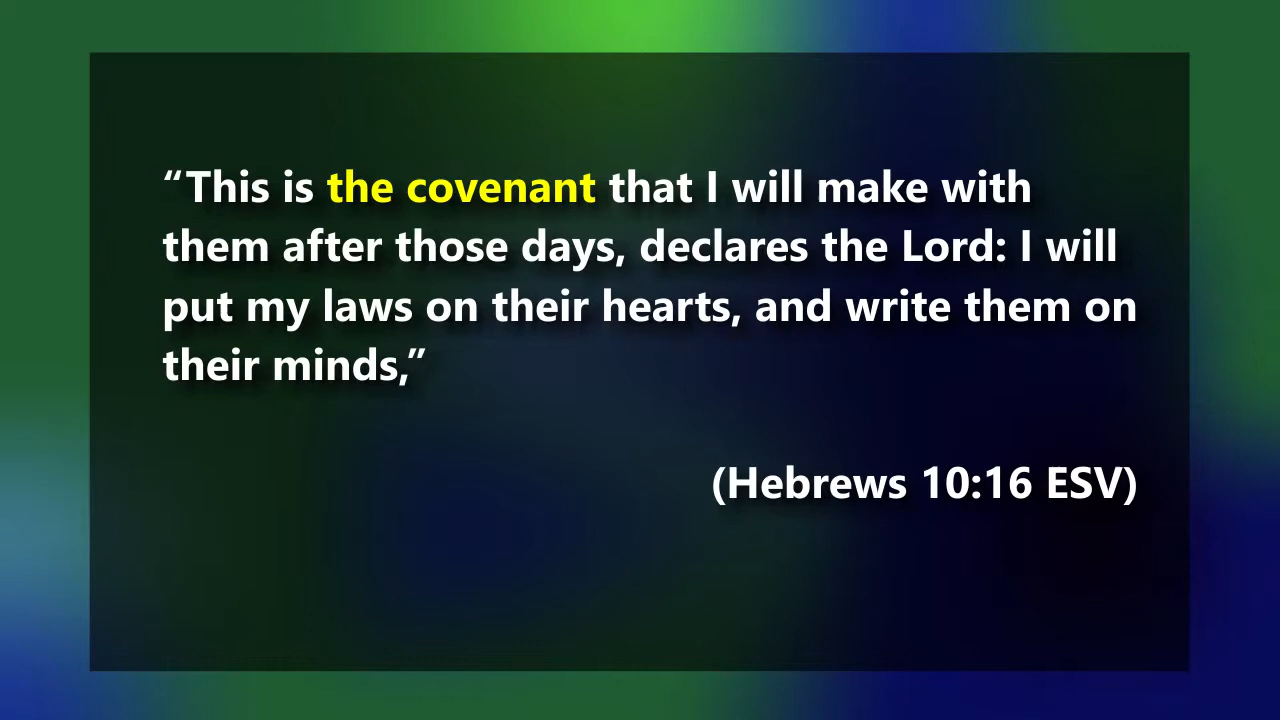 “This is the covenant that I will make with
them after those days, declares the Lord: I will
put my laws on their hearts, and write them on
their minds,”
(Hebrews 10:16 ESV)